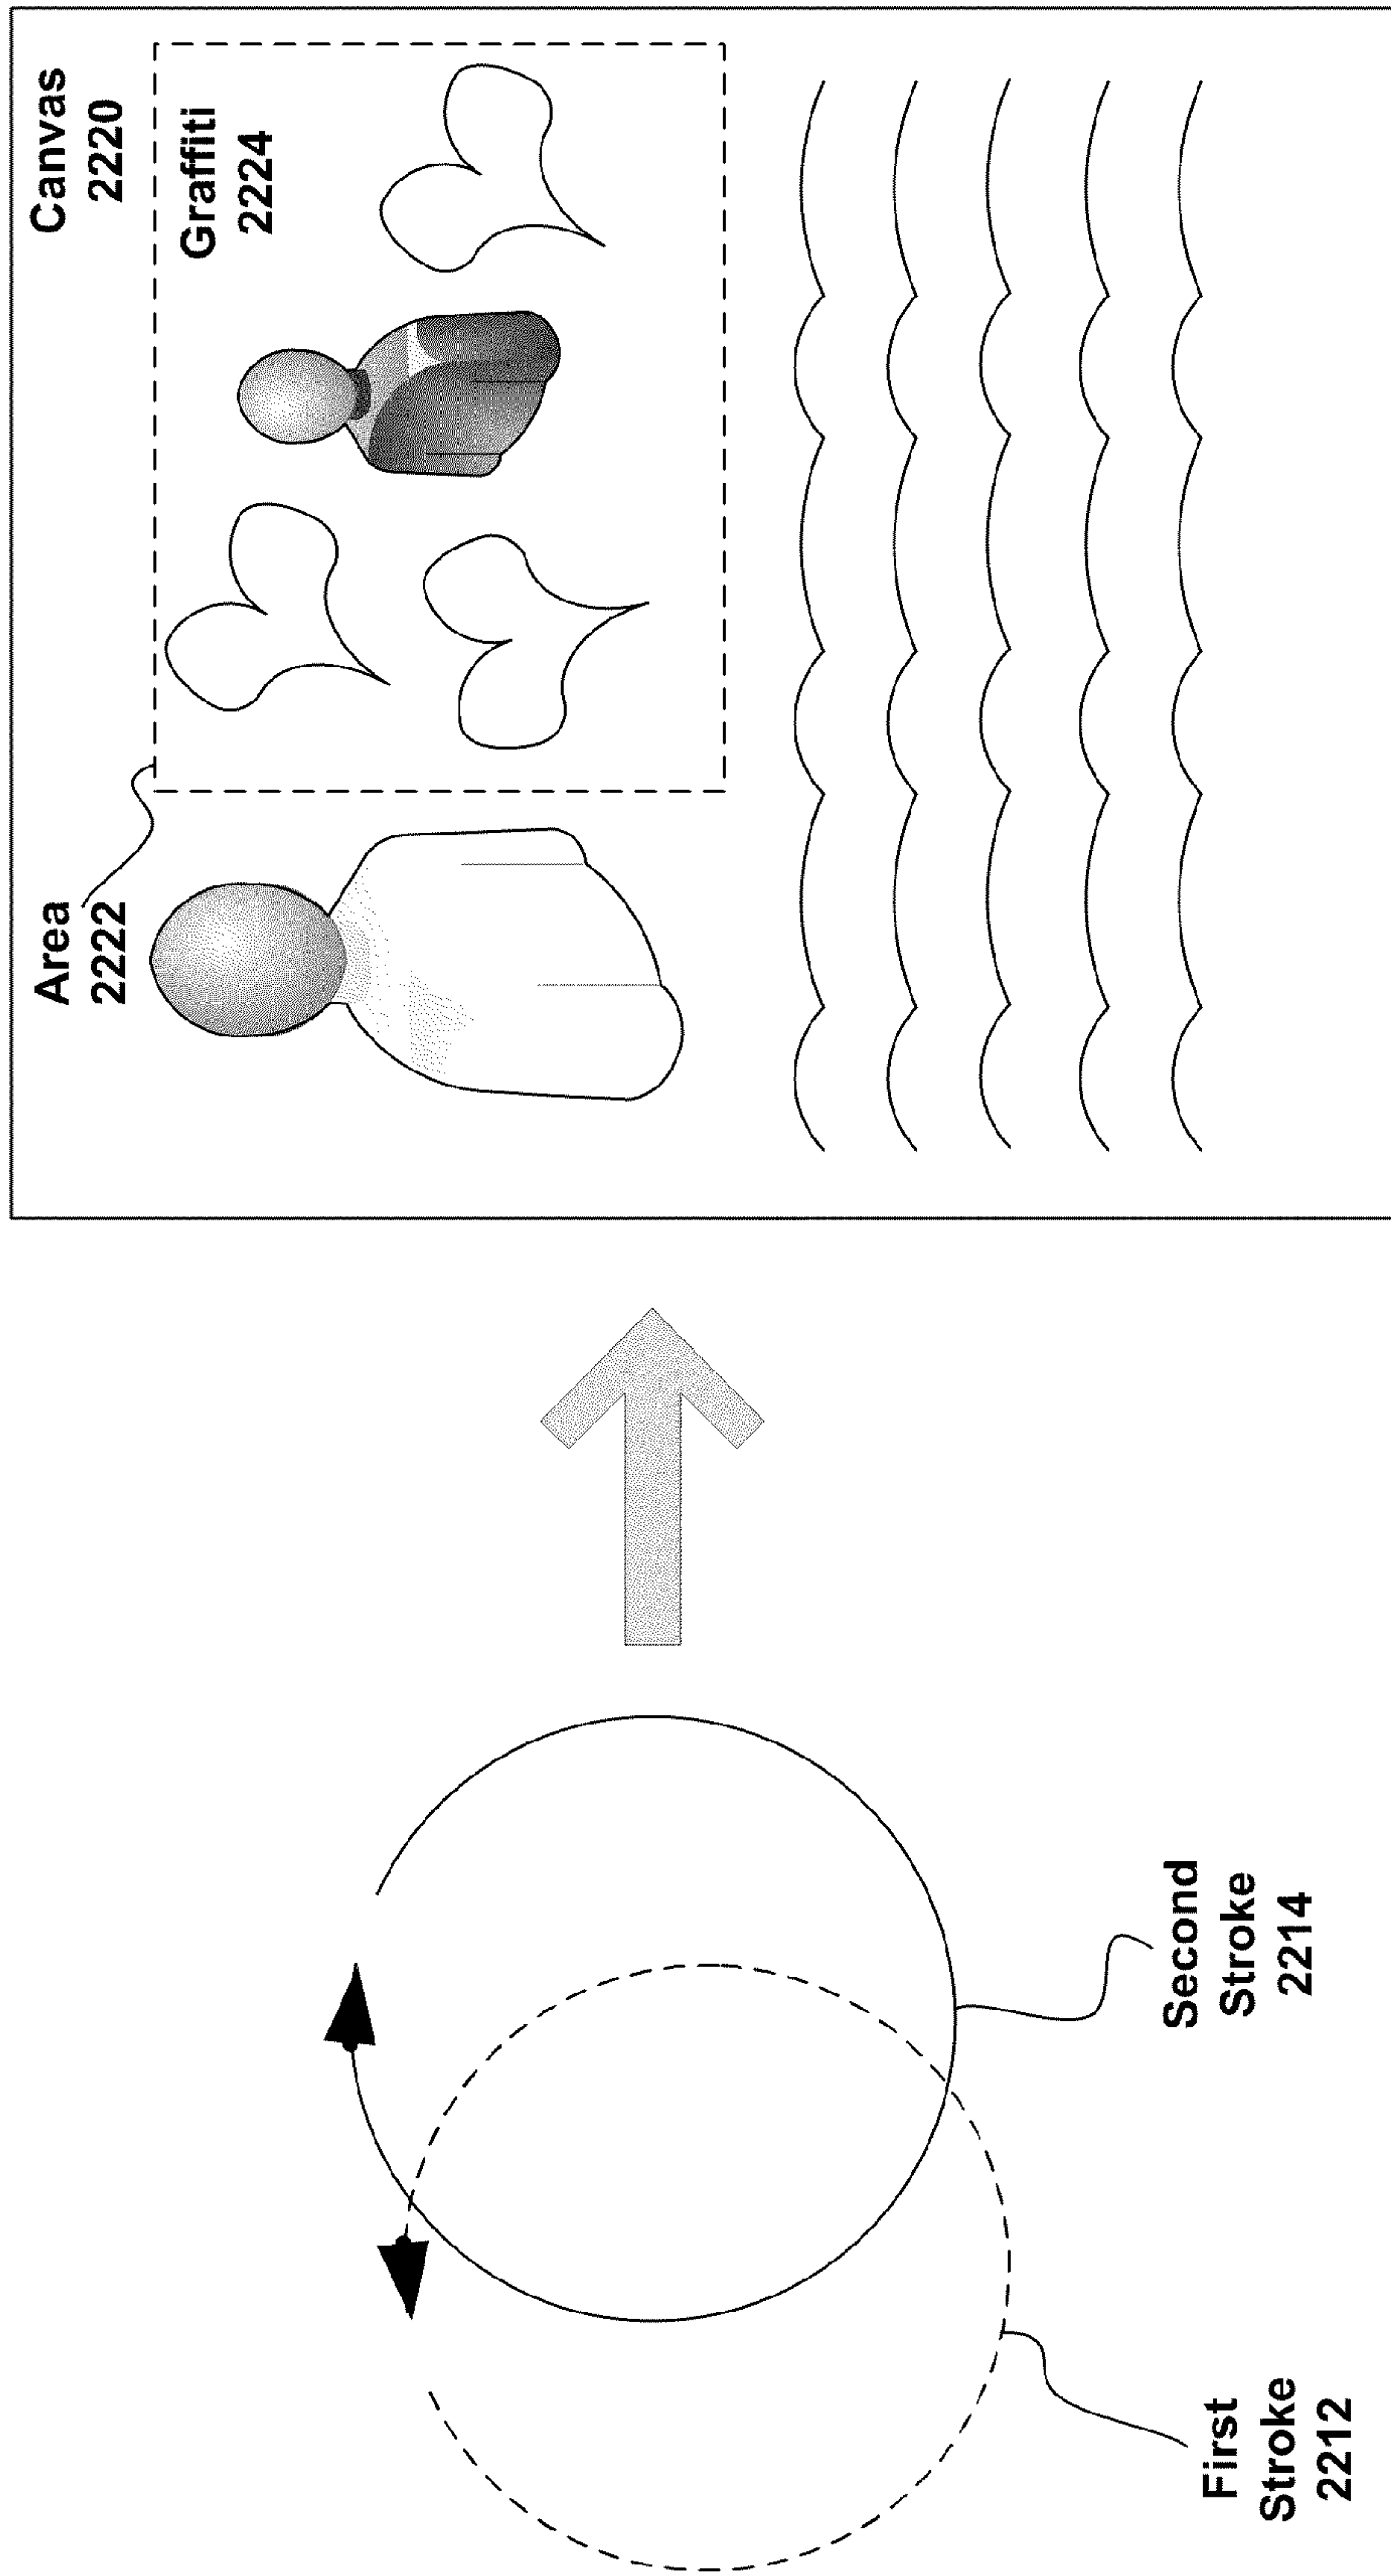 First
Stroke
2212
Second
Stroke
2214
Area
2222
Canvas
2220
Graffiti
2224